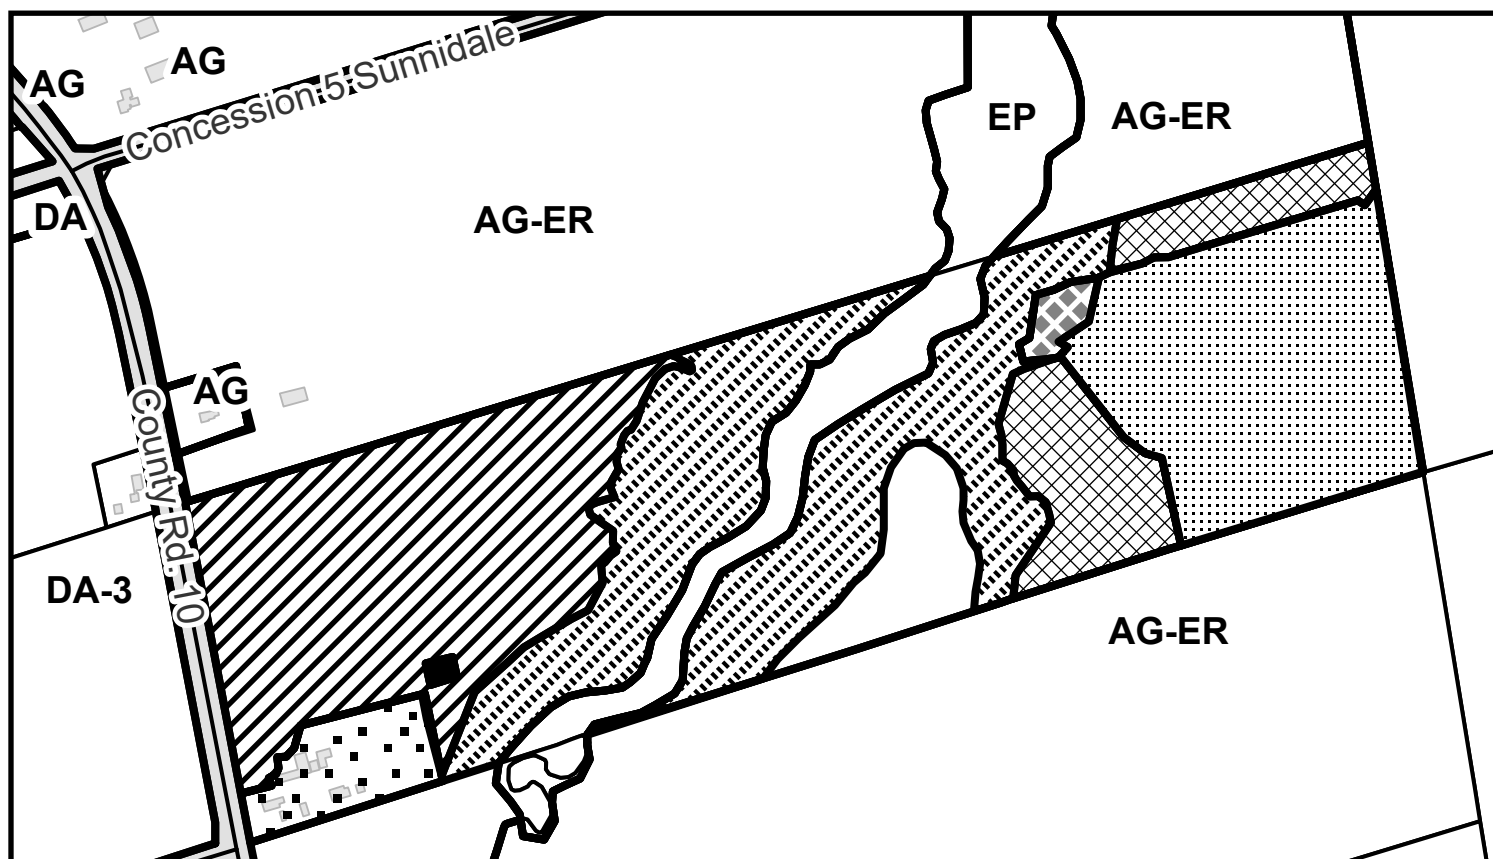 AG
AG
Concession 5 Sunnidale
EP
AG-ER
DA
AG-ER
AG
County Rd. 10
DA-3
AG-ER